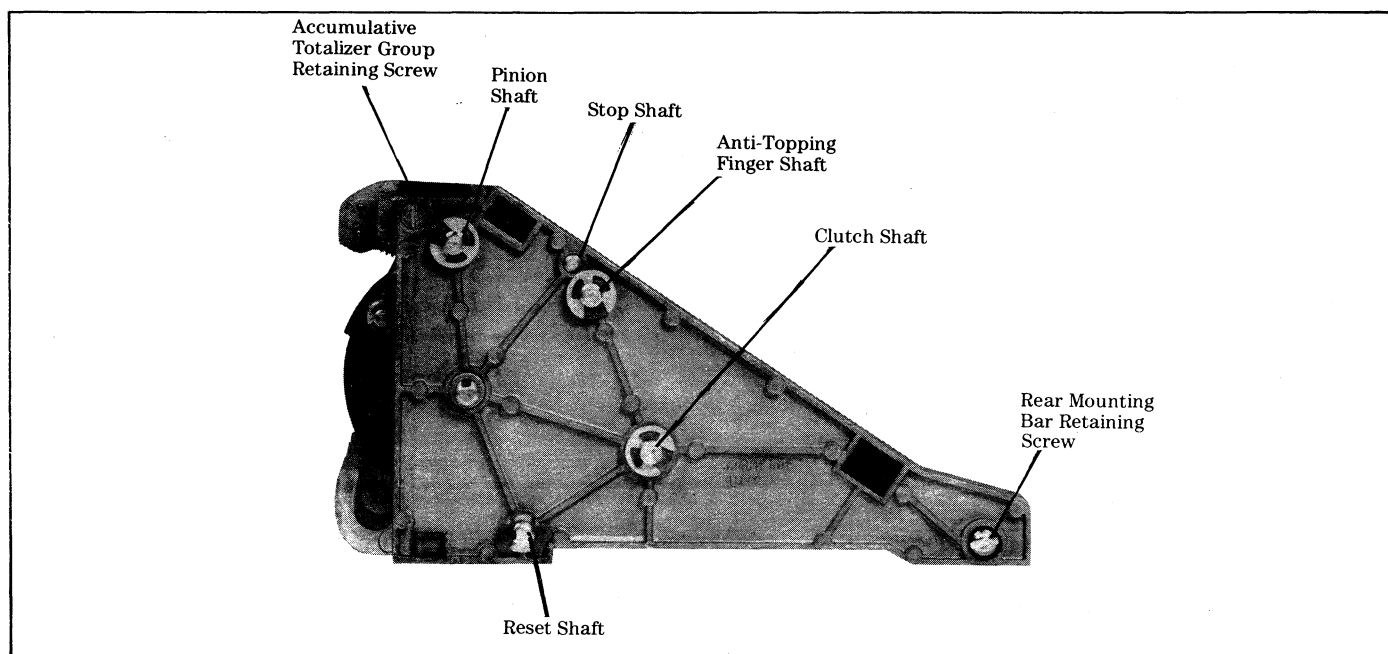 Accumulative
Totalizer Group
Retaining Screw
Pinion
Shaft
Stop Shaft
Anti-Topping
Finger Shaft
Clutch Shaft
Rear Mounting
Bar Retaining
Screw
Reset Shaft